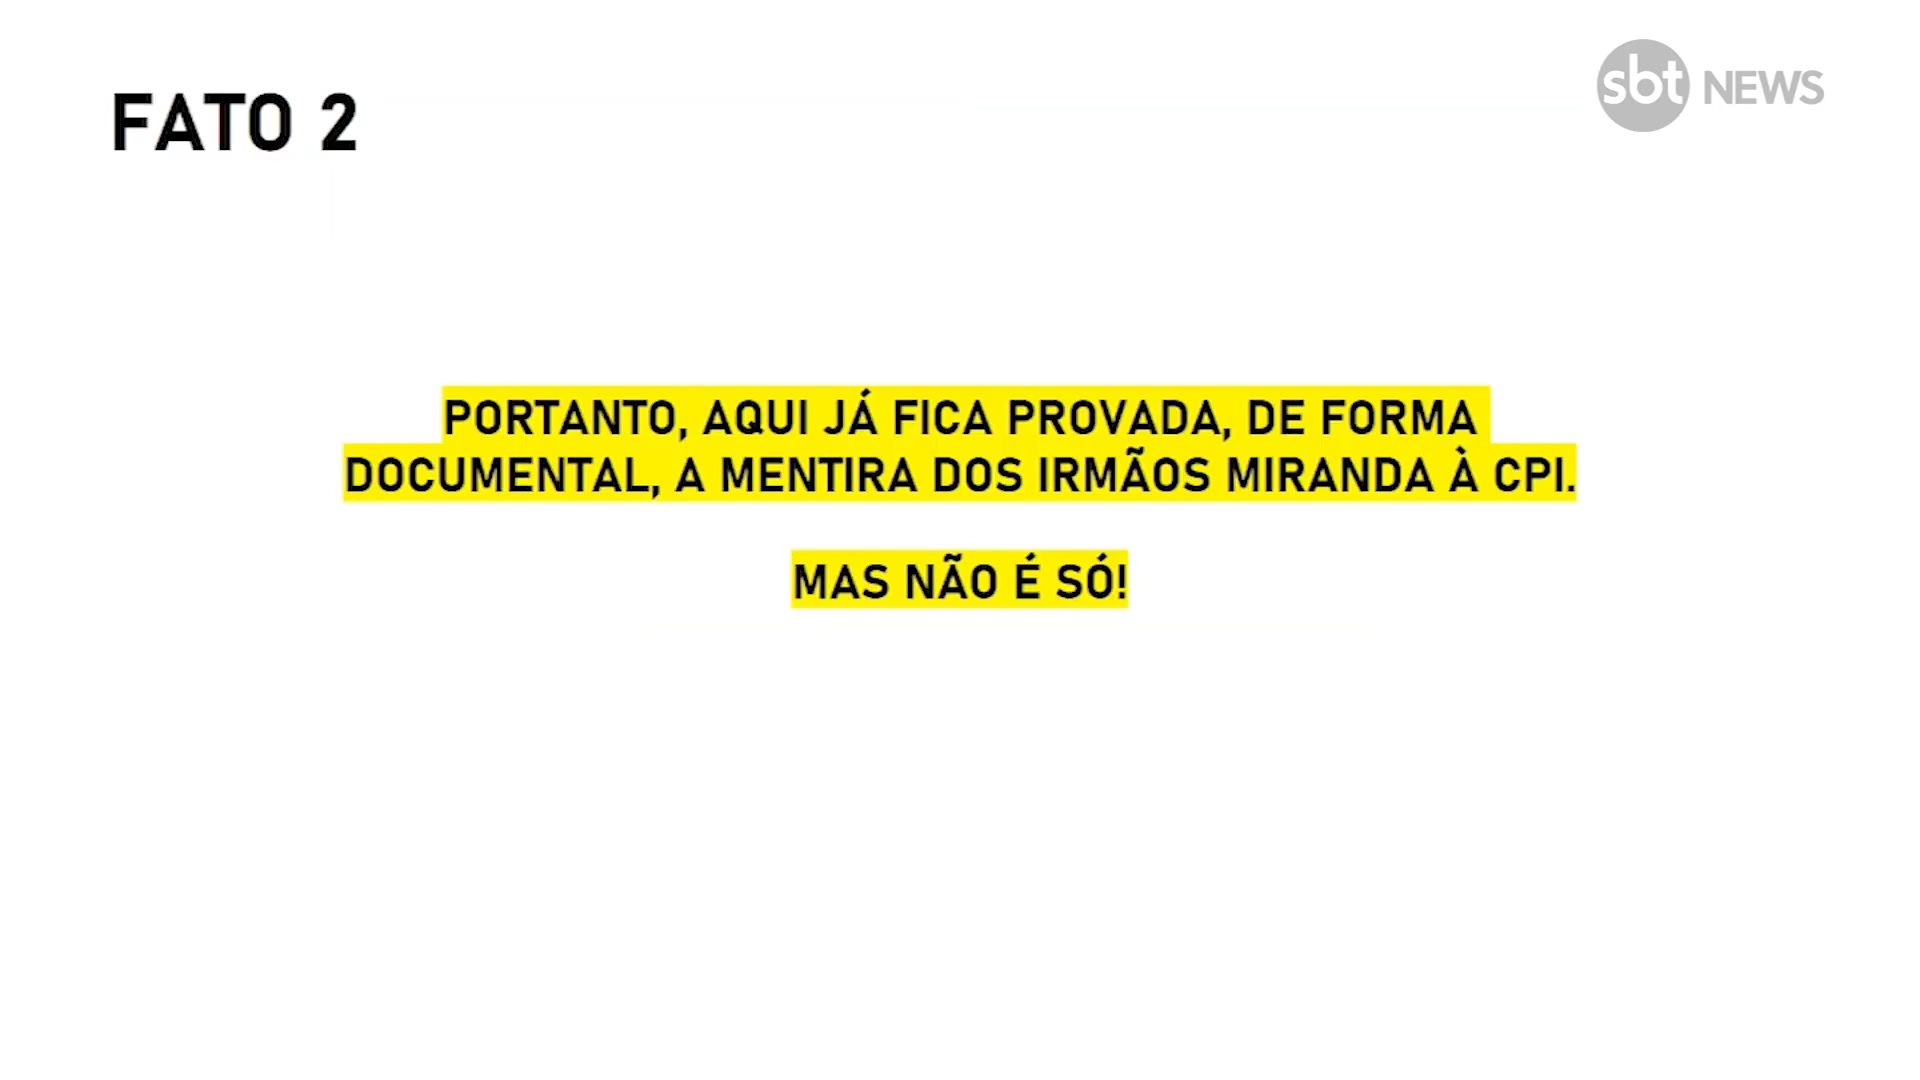 sbt NEWS
FATO 2
PORTANTO, AQUI JÁ FICA PROVADA, DE FORMA
DOCUMENTAL, A MENTIRA DOS IRMÃOS MIRANDA À CPI.
MAS NÃO É SÓ!